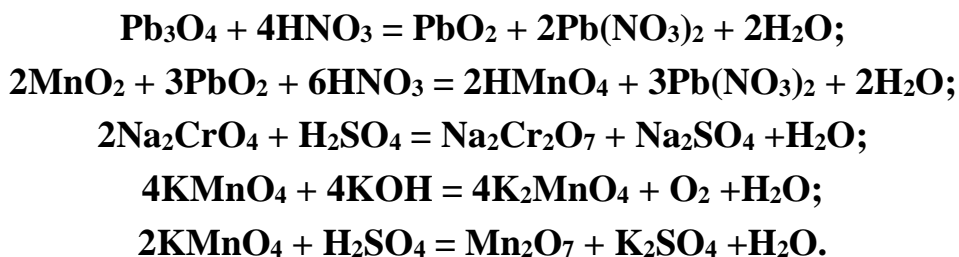 Pb₃O₄ + 4HNO₃ = PbO₂ + 2Pb(NO₃)₂ + 2H₂O;
2MnO₂ + 3PbO₂ + 6HNO₃ = 2HMnO₄ + 3Pb(NO₃)₂ + 2H₂O;
2Na₂CrO₄ + H₂SO₄ = Na₂Cr₂O₇ + Na₂SO₄ +H₂O;
4KMnO₄ + 4KOH = 4K₂MnO₄ + O₂ +H₂O;
2KMnO₄ + H₂SO₄ = Mn₂O₇ + K₂SO₄ +H₂O.